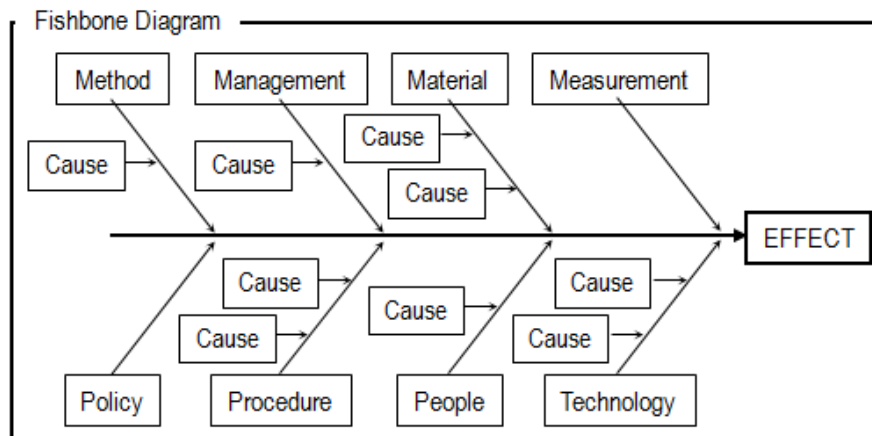 Fishbone Diagram
Method
Management
Material
Measurement
Cause
Cause
Cause
Cause
EFFECT
Cause
Cause
Cause
Cause
Cause
Policy
Procedure
People
Technology